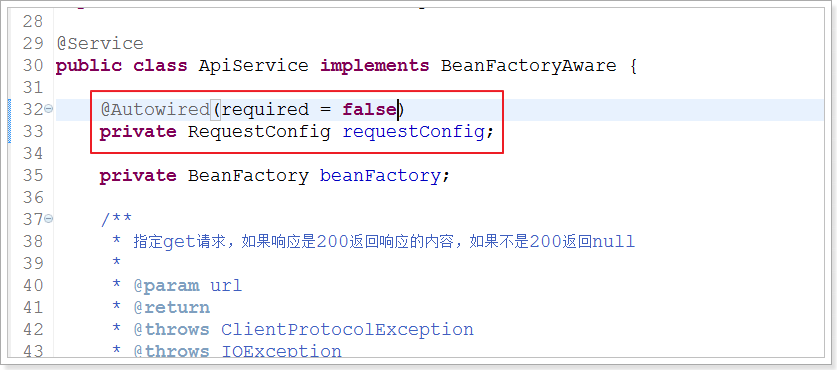 28
29 @Service
30 public class ApiService implements BeanFactoryAware {
31
32 @Autowired(required = false)
33 private RequestConfig requestConfig;
34
35 private BeanFactory beanFactory;
36
37 /**
38 * 指定get请求，如果响应是200返回响应的内容，如果不是200返回null
39 *
40 * @param url
41 * @return
42 * @throws ClientProtocolException
43 * @throws IOException